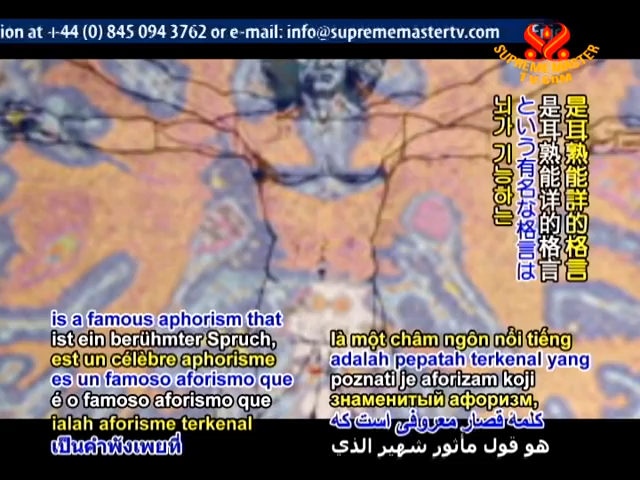 ion at +44 (0) 845 094 3762 or e-mail: info@suprememastertv.com
SUPREME MASTER
TV.COM
是耳熟能詳的格言
是耳熟能详的格言
という有名な格言は
뇌가 기능하는
is a famous aphorism that
ist ein berühmter Spruch,
est un célèbre aphorisme
es un famoso aforismo que
é o famoso aforismo que
ialah aforisme terkenal
เป็นคำพังเพยที่
là một châm ngôn nổi tiếng
adalah pepatah terkenal yang
poznati je aforizam koji
знаменитый афоризм,
کلمه قصار معروفی است که
هو قول مأثور شهير الذي